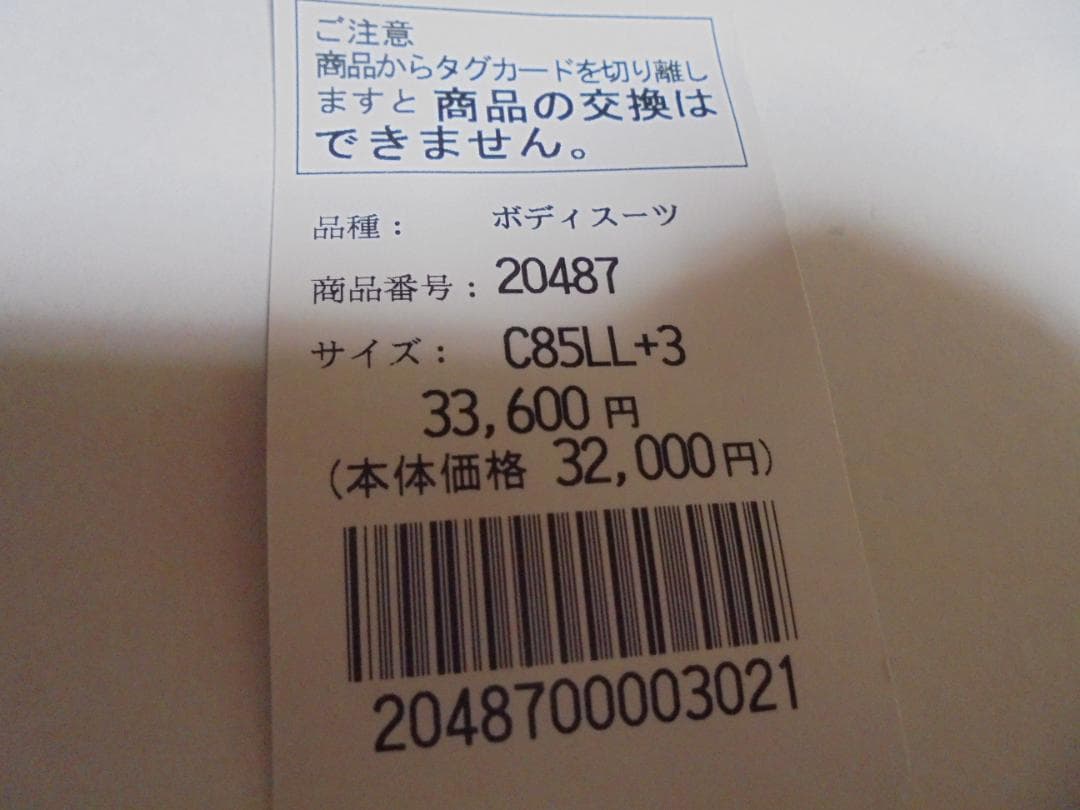 ご注意
商品からタグカードを切り離し
ますと 商品の交換は
できません。
品種： ボディスーツ
商品番号： 20487
サイズ： C85LL+3
33,600 円
(本体価格 32,000円)
2048700003021